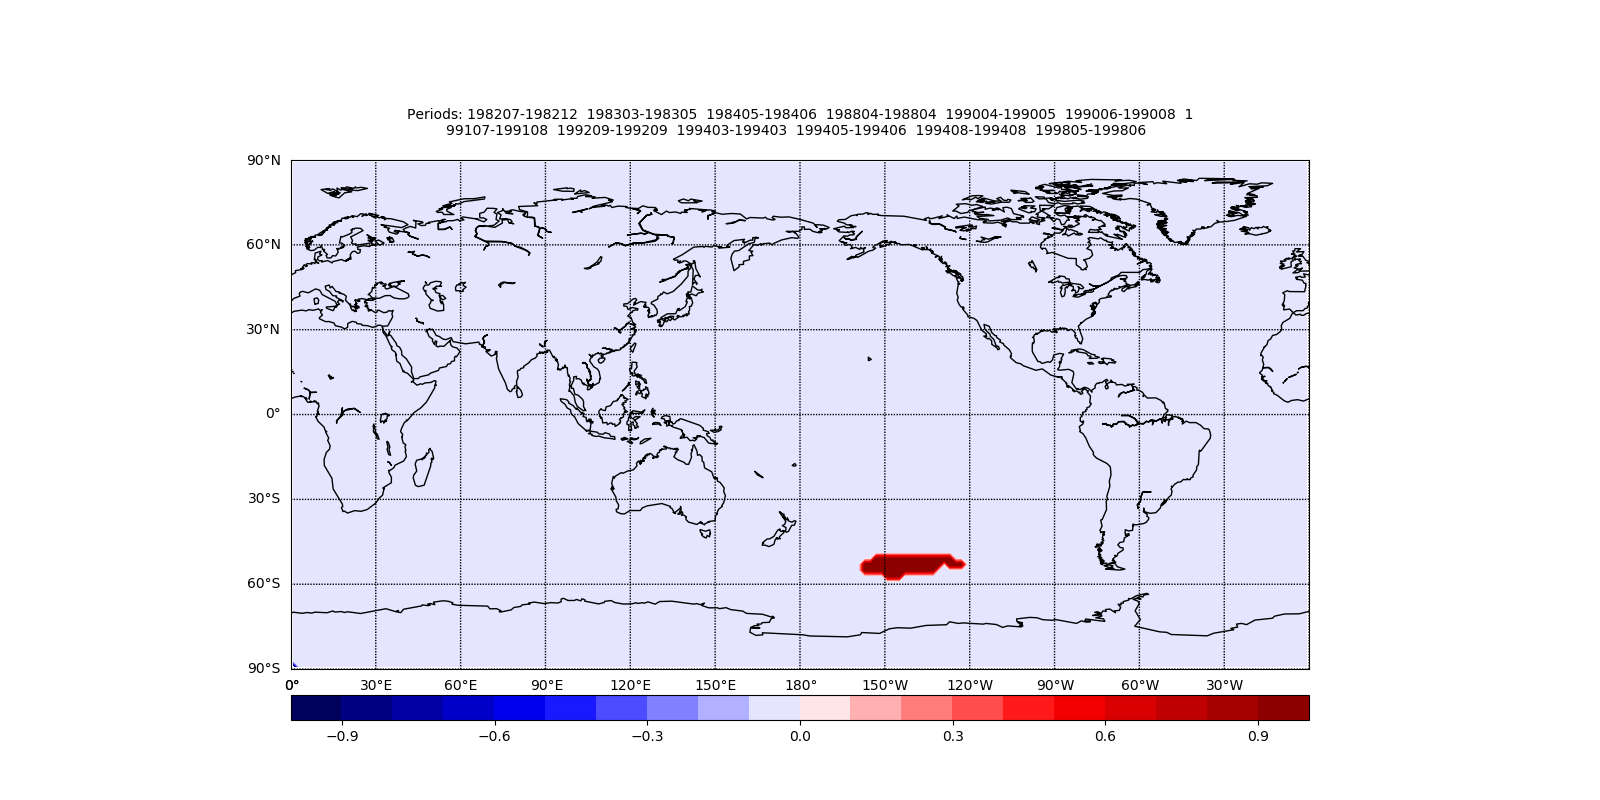 Periods: 198207-198212  198303-198305  198405-198406  198804-198804  199004-199005  199006-199008  1
99107-199108  199209-199209  199403-199403  199405-199406  199408-199408  199805-199806
90°N
60°N
30°N
0°
30°S
60°S
90°S
0° 30°E 60°E 90°E 120°E 150°E 180° 150°W 120°W 90°W 60°W 30°W
−0.9 −0.6 −0.3 0.0 0.3 0.6 0.9